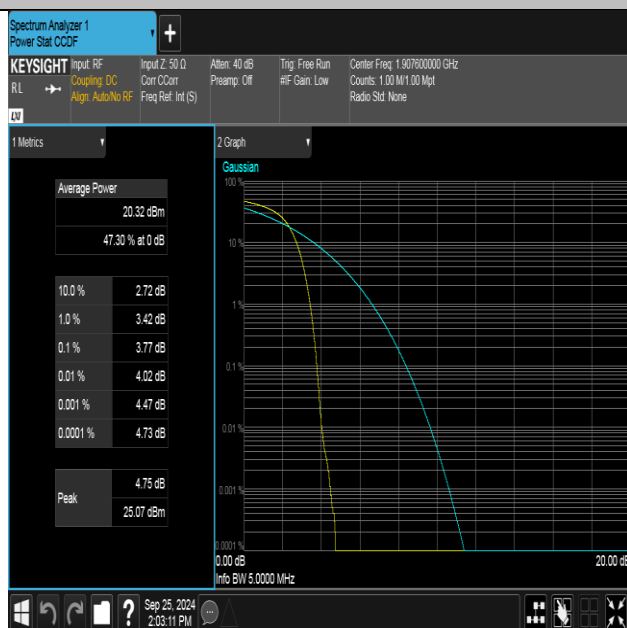 Spectrum Analyzer 1
Power Stat CCDF
KEYSIGHT
RL
LXI
Input: RF
Coupling: DC
Align: Auto/No RF
Input Z: 50 Ω
Corr CCorr
Freq Ref: Int (S)
Atten: 40 dB
Preamp: Off
Trig: Free Run
#IF Gain: Low
Center Freq: 1.907600000 GHz
Counts: 1.00 M/1.00 Mpt
Radio Std: None
1 Metrics
Average Power
20.32 dBm
47.30 % at 0 dB
10.0 % 2.72 dB
1.0 % 3.42 dB
0.1 % 3.77 dB
0.01 % 4.02 dB
0.001 % 4.47 dB
0.0001 % 4.73 dB
Peak
4.75 dB
25.07 dBm
2 Graph
Gaussian
100 %
10 %
1 %
0.1 %
0.01 %
0.001 %
0.0001 %
0.00 dB
20.00 dB
Info BW 5.0000 MHz
?
Sep 25, 2024
2:03:11 PM